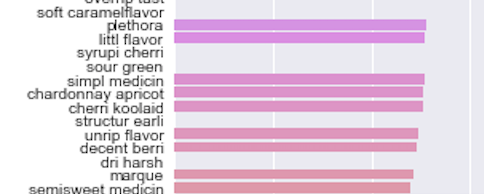 soft caramelflavor
plethora
littl flavor
syrupi cherri
sour green
simpl medicin
chardonnay apricot
cherri koolaid
structur earli
unrip flavor
decent berri
dri harsh
marque
semisweet medicin